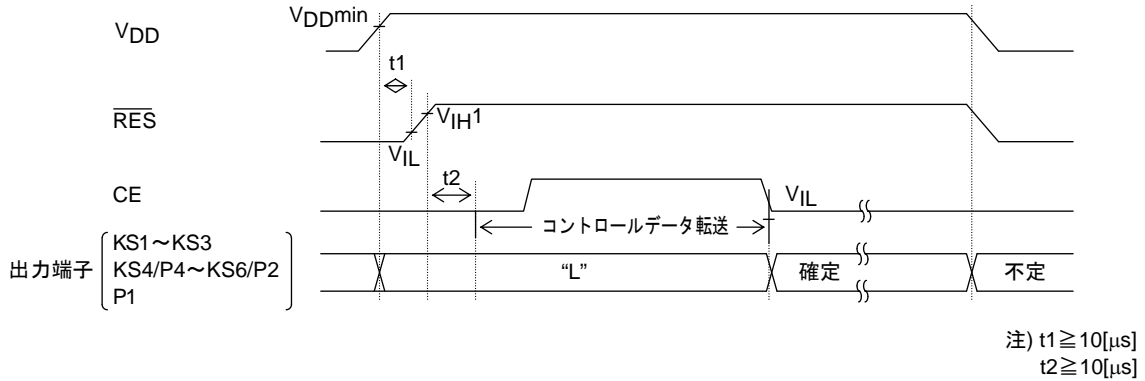 VDD
VDDmin
t1
RES
VIH1
VIL
t2
CE
VIL
コントロールデータ転送
出力端子
KS1～KS3
KS4/P4～KS6/P2
P1
“L”
確定
不定
注) t1≧10[μs]
t2≧10[μs]